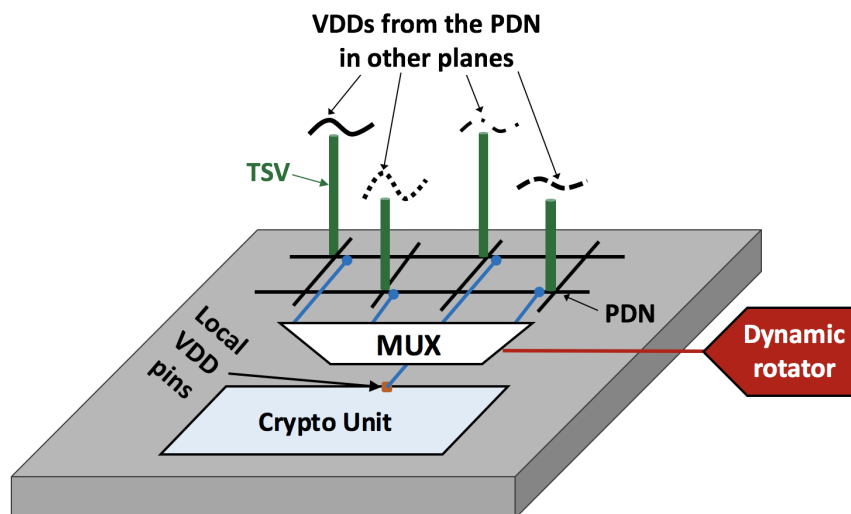 VDDs from the PDN
in other planes
TSV
PDN
Local
VDD
pins
MUX
Dynamic
rotator
Crypto Unit